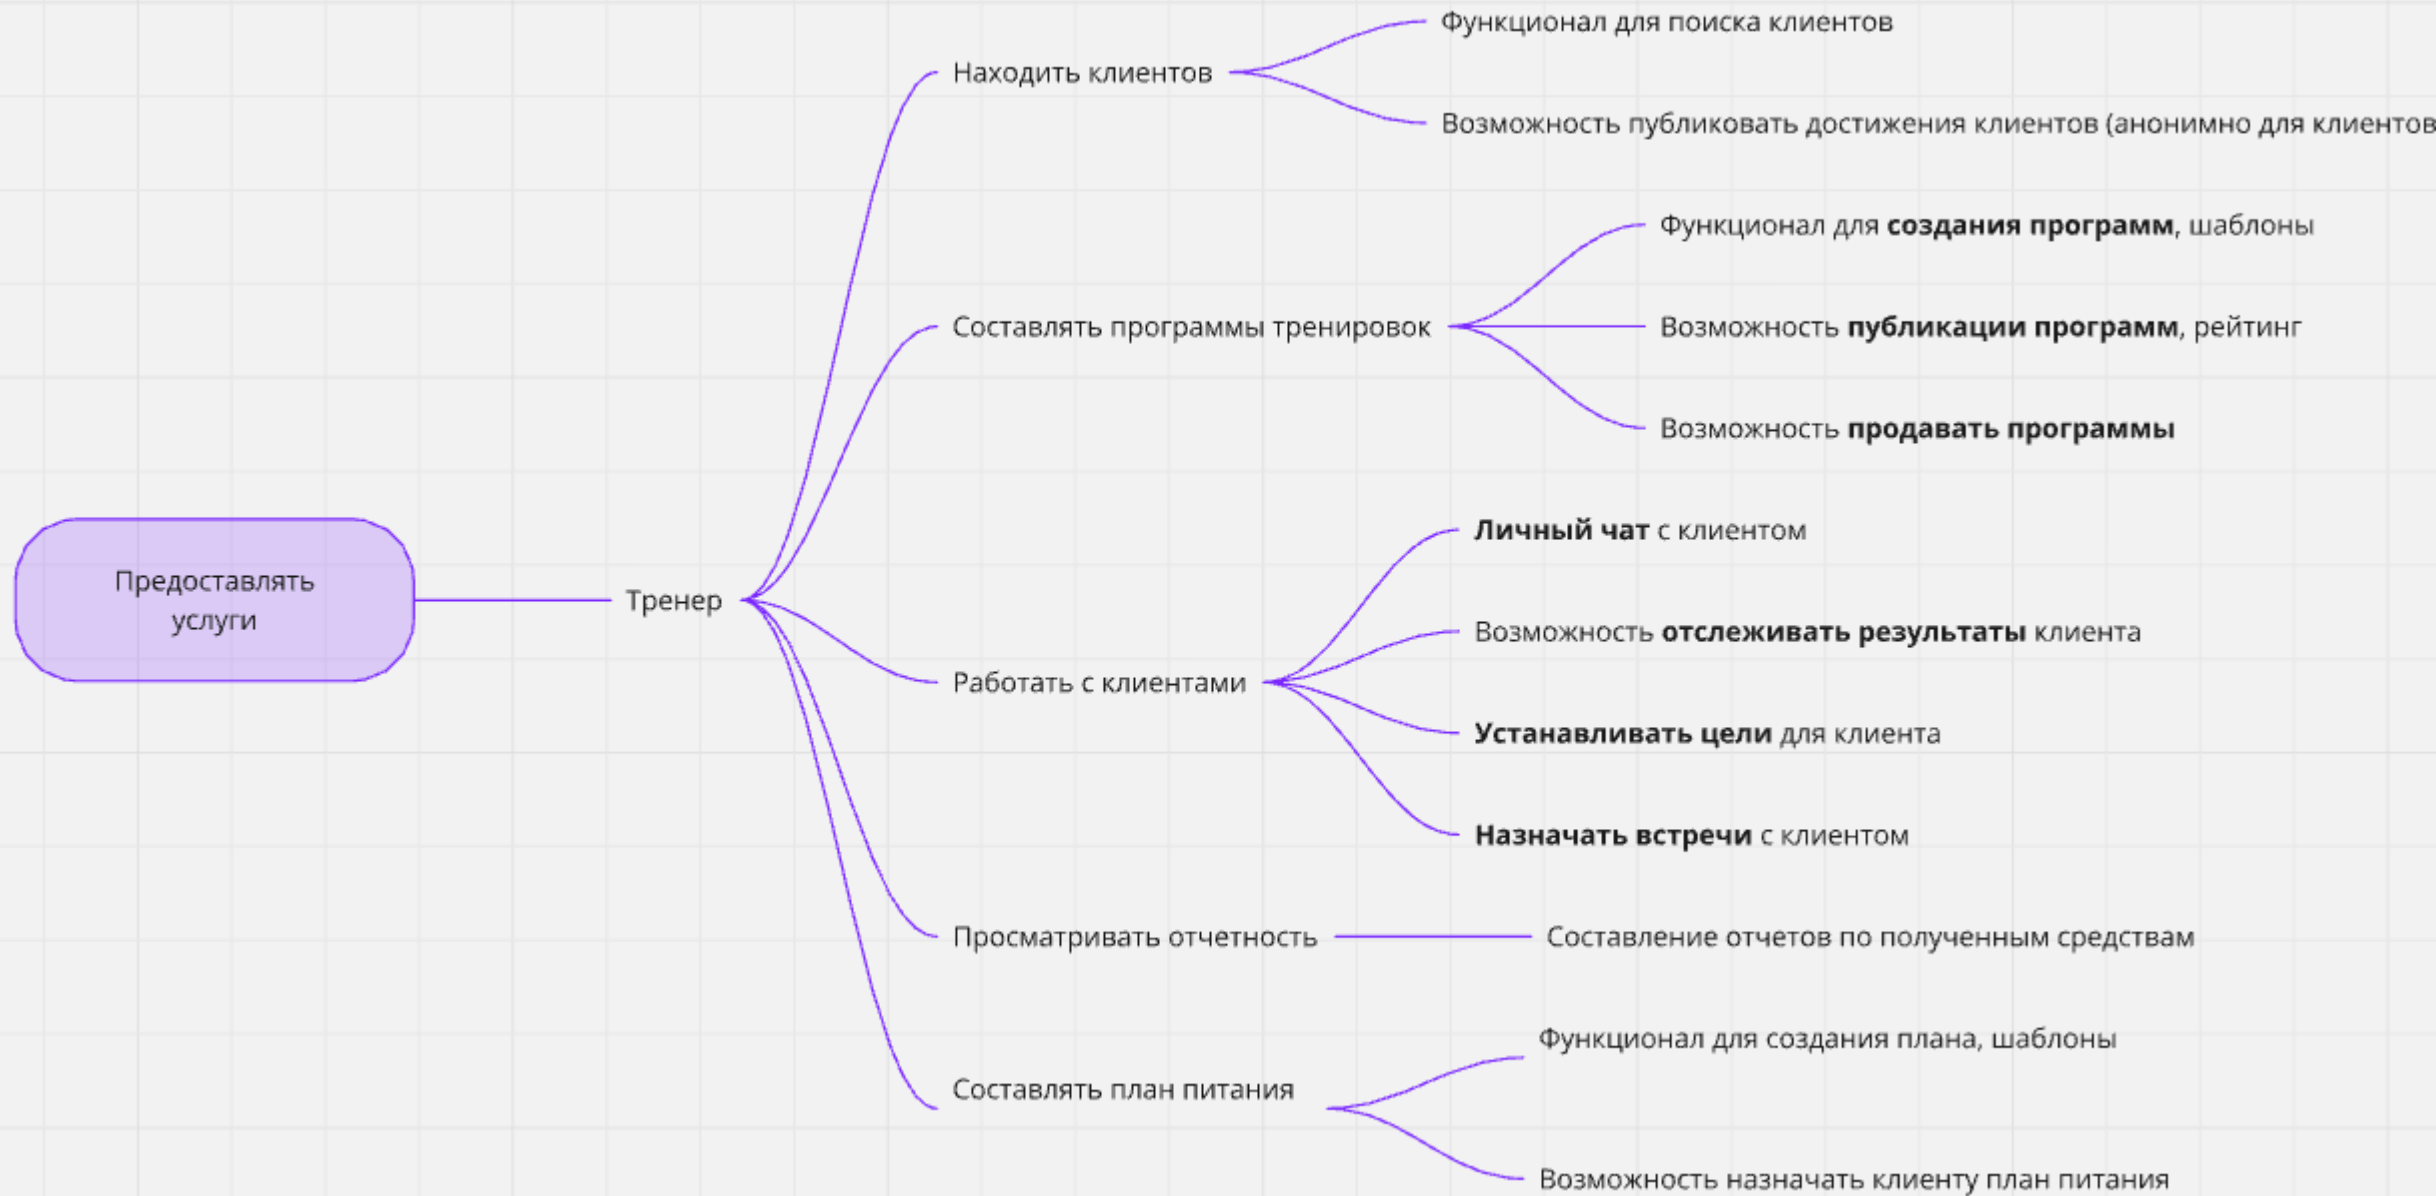 Функционал для поиска клиентов
Находить клиентов
Возможность публиковать достижения клиентов (анонимно для клиентов
Функционал для создания программ, шаблоны
Составлять программы тренировок
Возможность публикации программ, рейтинг
Возможность продавать программы
Личный чат с клиентом
Предоставлять
услуги
Тренер
Возможность отслеживать результаты клиента
Работать с клиентами
Устанавливать цели для клиента
Назначать встречи с клиентом
Просматривать отчетность
Составление отчетов по полученным средствам
Функционал для создания плана, шаблоны
Составлять план питания
Возможность назначать клиенту план питания